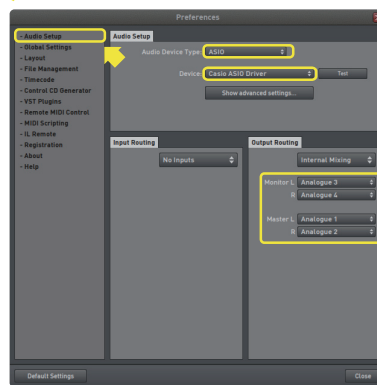 Preferences
- Audio Setup
- Global Settings
- Layout
- File Management
- Timecode
- Control CD Generator
- VST Plugins
- Remote MIDI Control
- MIDI Scripting
- IL Remote
- Registration
- About
- Help
Audio Setup
Audio Device Type: ASIO
Device: Casio ASIO Driver Test
Show advanced settings...
Input Routing
No Inputs
Output Routing
Internal Mixing
Monitor L Analogue 3
R Analogue 4
Master L Analogue 1
R Analogue 2
Default Settings
Close